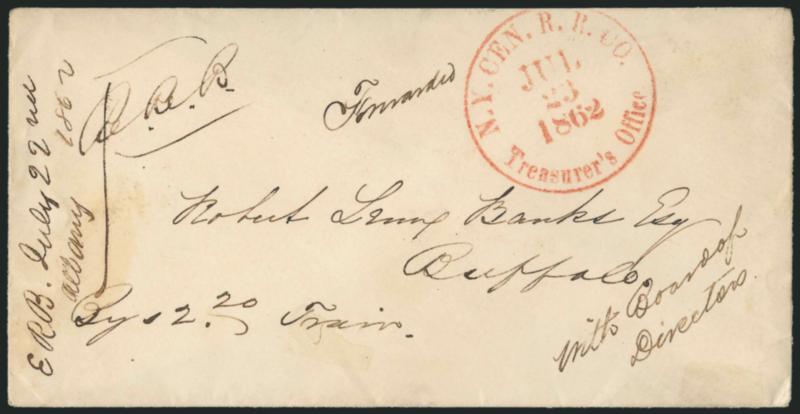 E R B. July 22nd
Albany 1862
R. R. B.
Forwarded
N.Y. CEN. R. R. CO.
JUL
23
1862
Treasurer's Office
Robert Lenox Banks Esq
Buffalo
By 2.20 Train.
with Board of
Directors.